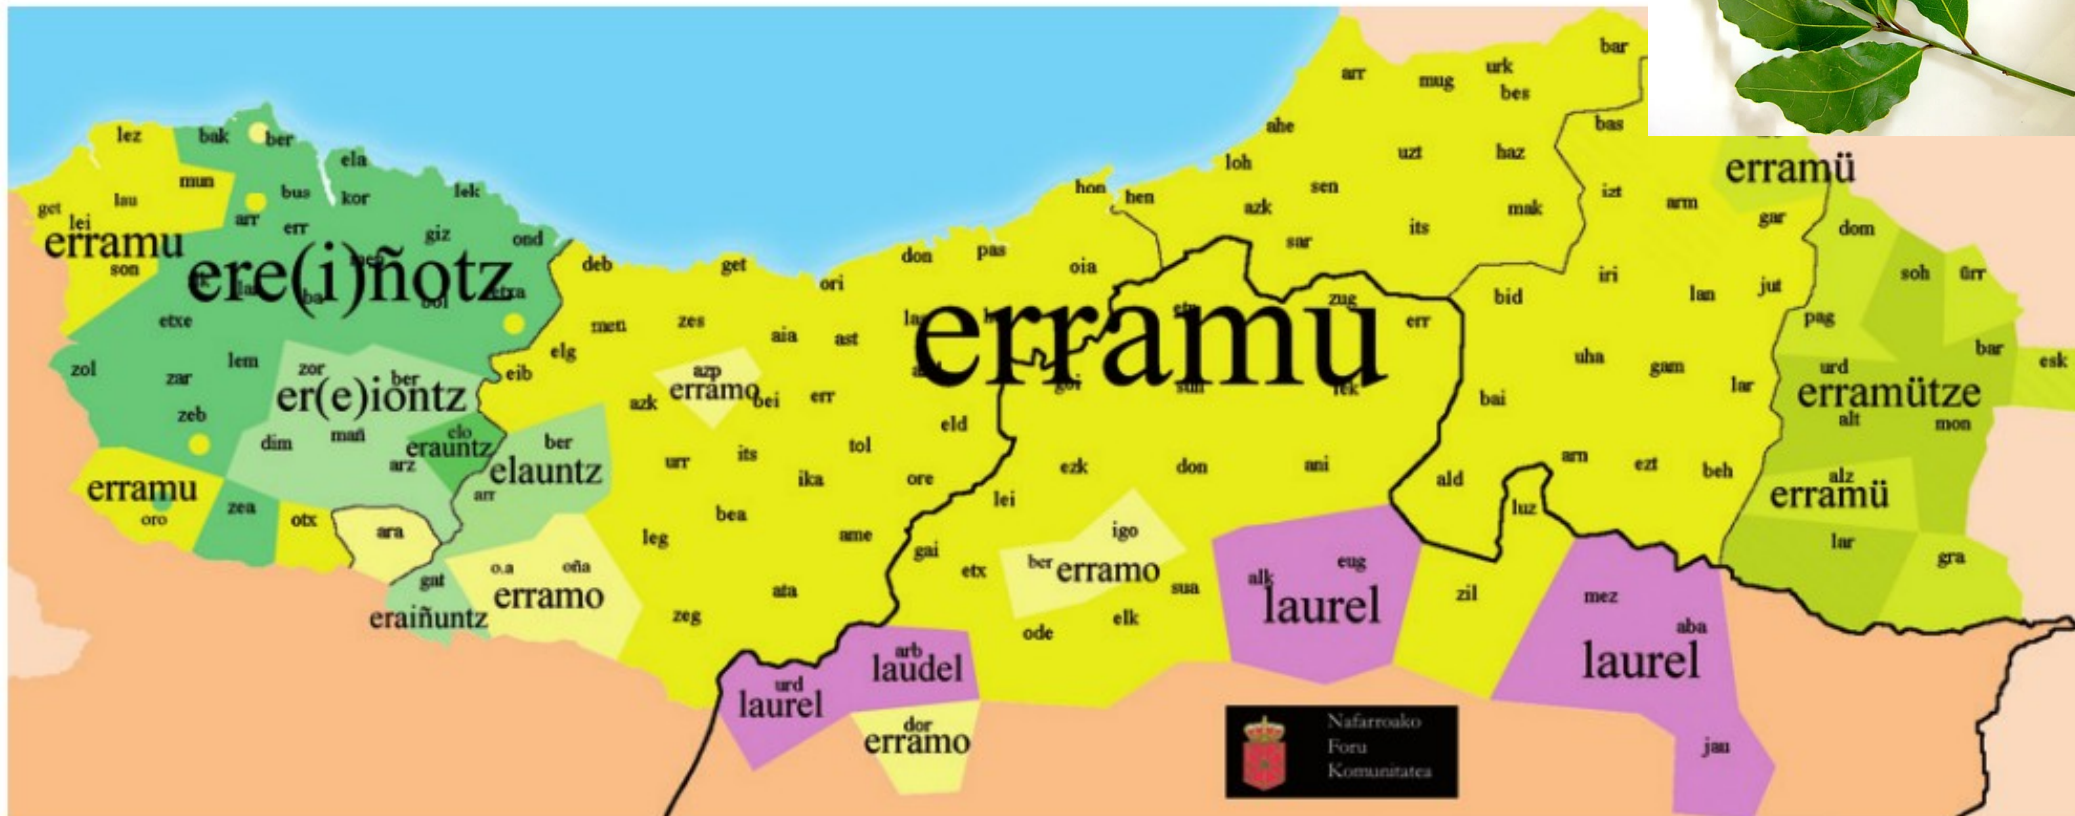 lez
bak
ber
ela
mun
lau
bus
kor
lek
get
lei
erramu
son
arr
err
giz
ond
ere(i)ñotz
etxa
etxe
zol
lem
zar
zeb
zor
ber
er(e)iontz
dim
mañ
arz
elo
erauntz
ber
elauntz
arr
erramu
oro
zea
otx
ara
gat
eraiñuntz
o.a
oña
erramo
deb
get
ori
don
pas
oia
hon
hen
men
zes
aia
ast
elg
eib
azp
erramo
azk
bei
err
eld
urr
its
tol
ika
ore
bea
leg
ame
ata
zeg
erramu
zug
err
goi
ezk
don
ani
lei
gai
etx
igo
ber
erramo
sua
elk
ode
alk
eug
laurel
arb
laudel
urd
laurel
dor
erramo
arr
mug
urk
bes
bar
ahe
loh
uzt
haz
sen
azk
mak
sar
its
bas
izt
arm
gar
iri
lan
jut
bid
uha
gam
lar
bai
arn
ezt
beh
ald
luz
zil
mez
aba
laurel
jau
erramü
dom
soh
ürr
pag
bar
esk
urd
erramütze
alt
mon
alz
erramü
lar
gra
Nafarroako
Foru
Komunitatea